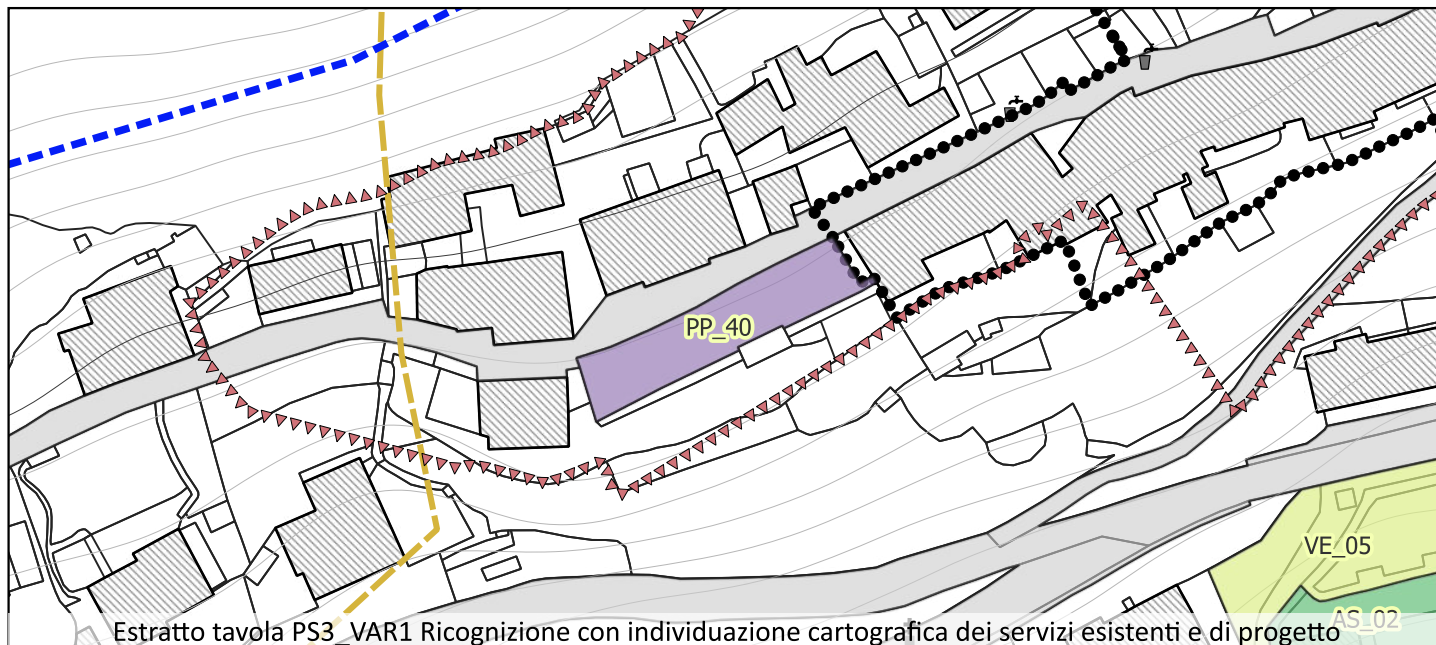 PP_40
VE_05
AS_02
Estratto tavola PS3_VAR1 Ricognizione con individuazione cartografica dei servizi esistenti e di progetto